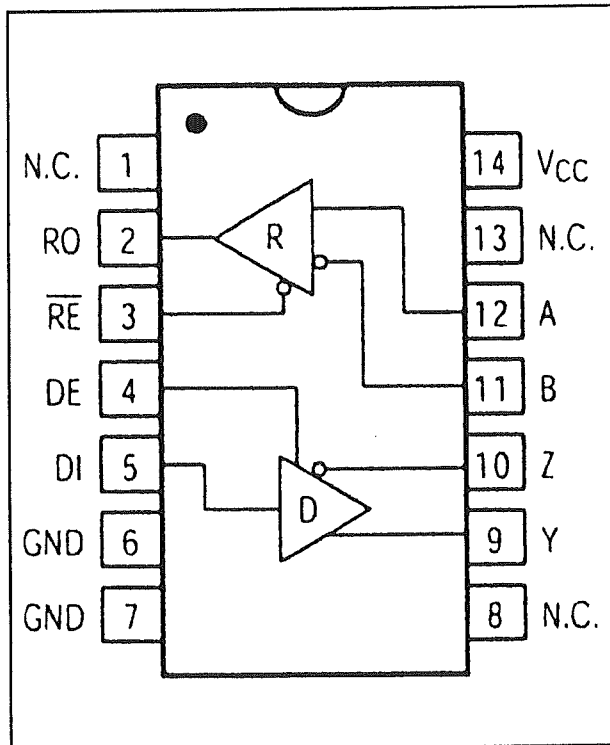 N.C. 1
RO 2
RE 3
DE 4
DI 5
GND 6
GND 7
14 VCC
13 N.C.
12 A
11 B
10 Z
9 Y
8 N.C.
R
D